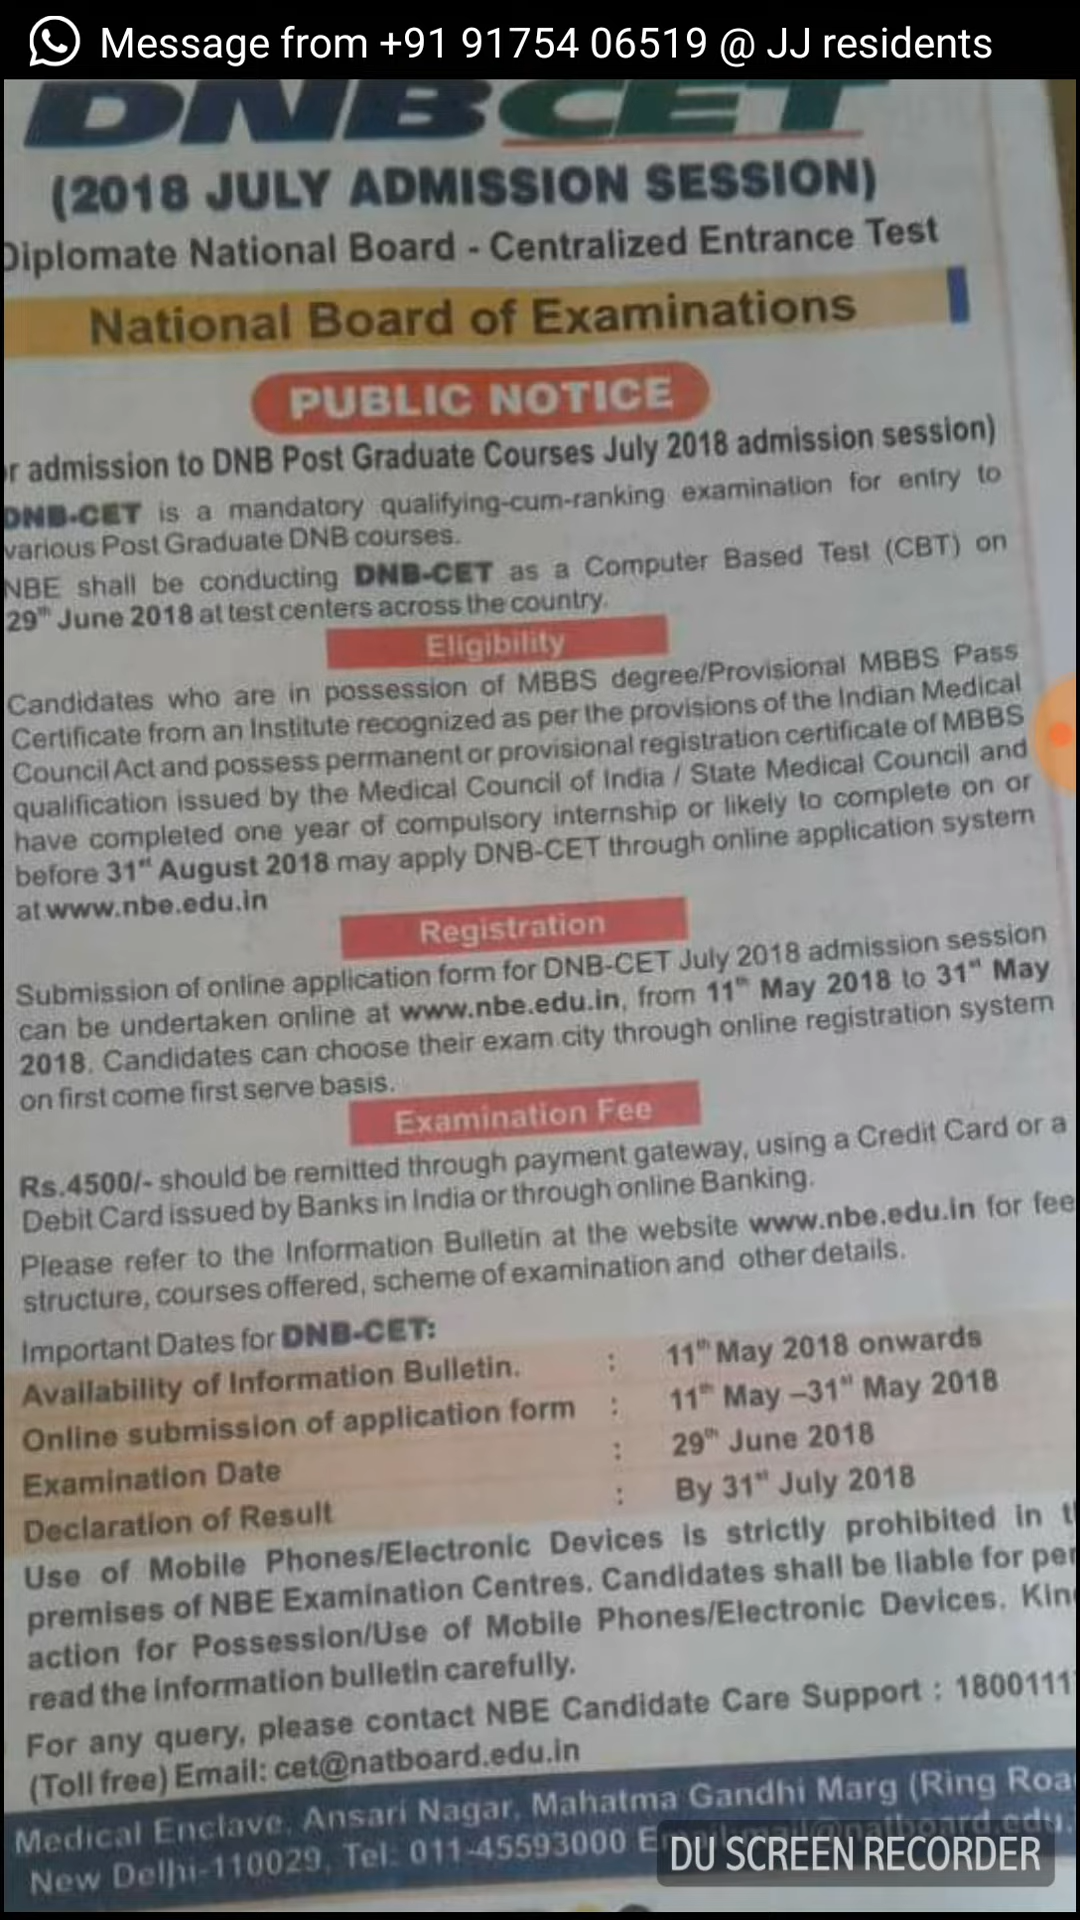 Message from +91 91754 06519 @ JJ residents
DNBCET
(2018 JULY ADMISSION SESSION)
Diplomate National Board - Centralized Entrance Test
National Board of Examinations
PUBLIC NOTICE
r admission to DNB Post Graduate Courses July 2018 admission session)
DNB-CET is a mandatory qualifying-cum-ranking examination for entry to
various Post Graduate DNB courses.
NBE shall be conducting DNB-CET as a Computer Based Test (CBT) on
29th June 2018 at test centers across the country.
Eligibility
Candidates who are in possession of MBBS degree/Provisional MBBS Pass
Certificate from an Institute recognized as per the provisions of the Indian Medical
Council Act and possess permanent or provisional registration certificate of MBBS
qualification issued by the Medical Council of India / State Medical Council and
have completed one year of compulsory internship or likely to complete on or
before 31st August 2018 may apply DNB-CET through online application system
at www.nbe.edu.in
Registration
Submission of online application form for DNB-CET July 2018 admission session
can be undertaken online at www.nbe.edu.in, from 11th May 2018 to 31st May
2018. Candidates can choose their exam city through online registration system
on first come first serve basis.
Examination Fee
Rs.4500/- should be remitted through payment gateway, using a Credit Card or a
Debit Card issued by Banks in India or through online Banking.
Please refer to the Information Bulletin at the website www.nbe.edu.in for fee
structure, courses offered, scheme of examination and other details.
Important Dates for DNB-CET:
Availability of Information Bulletin. : 11th May 2018 onwards
Online submission of application form : 11th May –31st May 2018
Examination Date : 29th June 2018
Declaration of Result : By 31st July 2018
Use of Mobile Phones/Electronic Devices is strictly prohibited in t
premises of NBE Examination Centres. Candidates shall be liable for per
action for Possession/Use of Mobile Phones/Electronic Devices. Kin
read the information bulletin carefully.
For any query, please contact NBE Candidate Care Support : 1800111
(Toll free) Email: cet@natboard.edu.in
Medical Enclave, Ansari Nagar, Mahatma Gandhi Marg (Ring Roa
New Delhi-110029, Tel: 011-45593000
DU SCREEN RECORDER